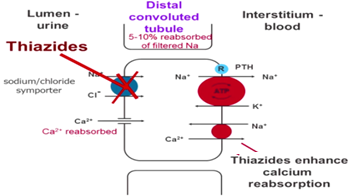 Lumen -
urine
Distal
convoluted
tubule
5-10% reabsorbed
of filtered Na
Interstitium -
blood
Thiazides
sodium/chloride
symporter
Na⁺
Cl⁻
Ca²⁺
Ca²⁺ reabsorbed
R
PTH
Na⁺
Na⁺
ATP
K⁺
Na⁺
Ca²⁺
Thiazides enhance
calcium
reabsorption